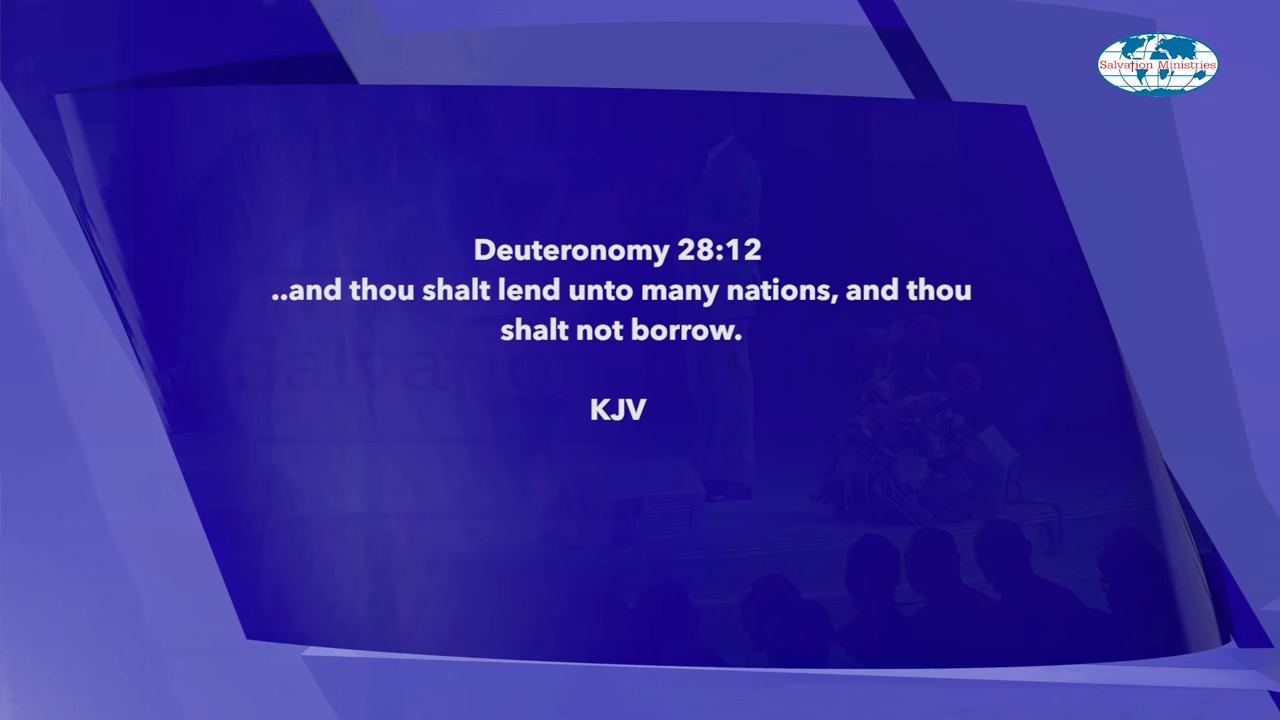 Salvation Ministries
Deuteronomy 28:12
..and thou shalt lend unto many nations, and thou
shalt not borrow.
KJV